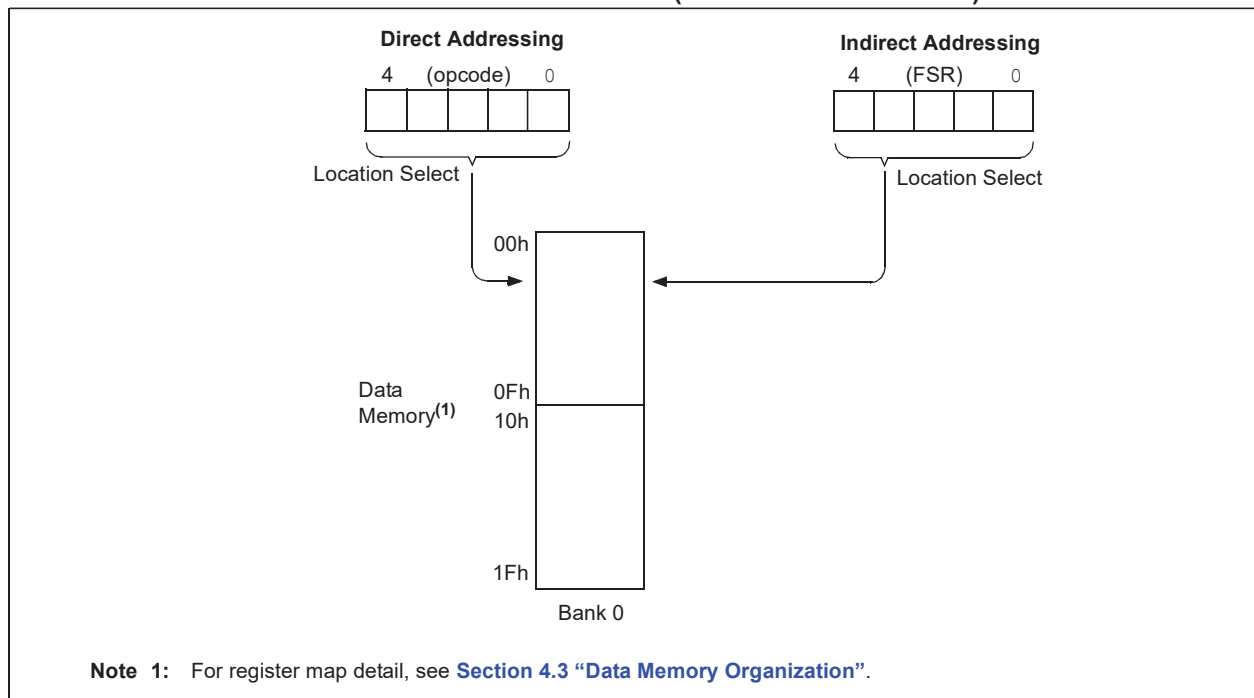 Direct Addressing
4 (opcode) 0
Location Select
Indirect Addressing
4 (FSR) 0
Location Select
00h
Data
Memory(1)
0Fh
10h
1Fh
Bank 0
Note 1: For register map detail, see Section 4.3 “Data Memory Organization”.